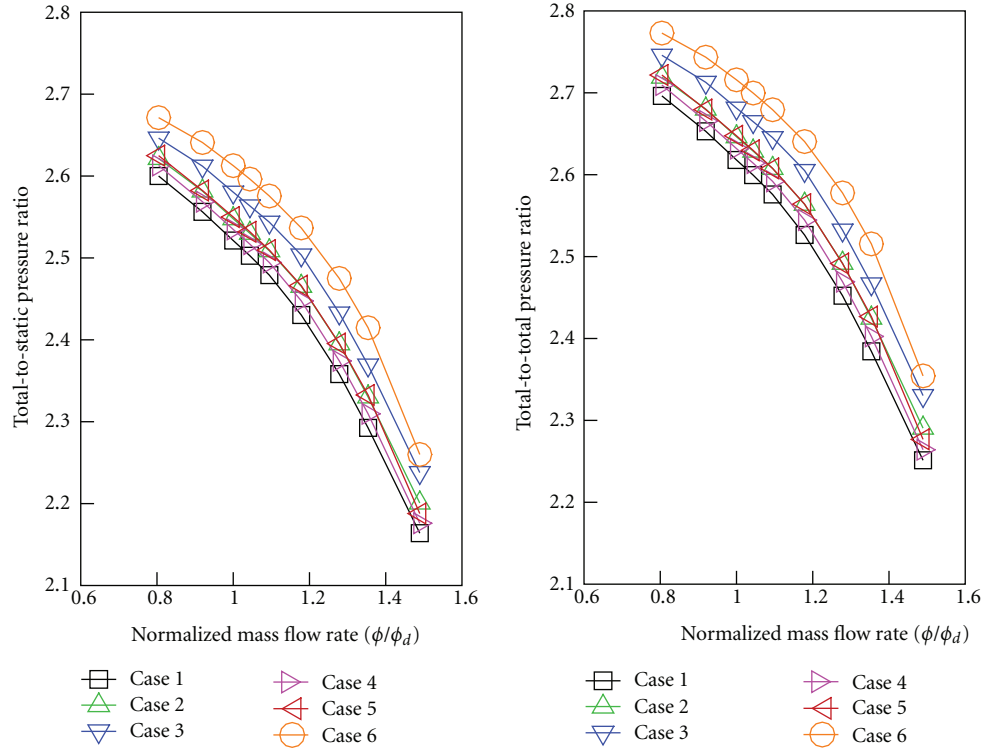 2.8
2.7
2.6
2.5
2.4
2.3
2.2
2.1
Total-to-static pressure ratio
0.6 0.8 1 1.2 1.4 1.6
Normalized mass flow rate (ϕ/ϕd)
Case 1
Case 2
Case 3
Case 4
Case 5
Case 6
2.8
2.7
2.6
2.5
2.4
2.3
2.2
2.1
Total-to-total pressure ratio
0.6 0.8 1 1.2 1.4 1.6
Normalized mass flow rate (ϕ/ϕd)
Case 1
Case 2
Case 3
Case 4
Case 5
Case 6